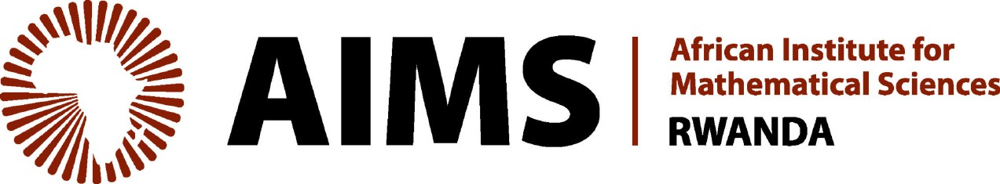 AIMS
African Institute for
Mathematical Sciences
RWANDA